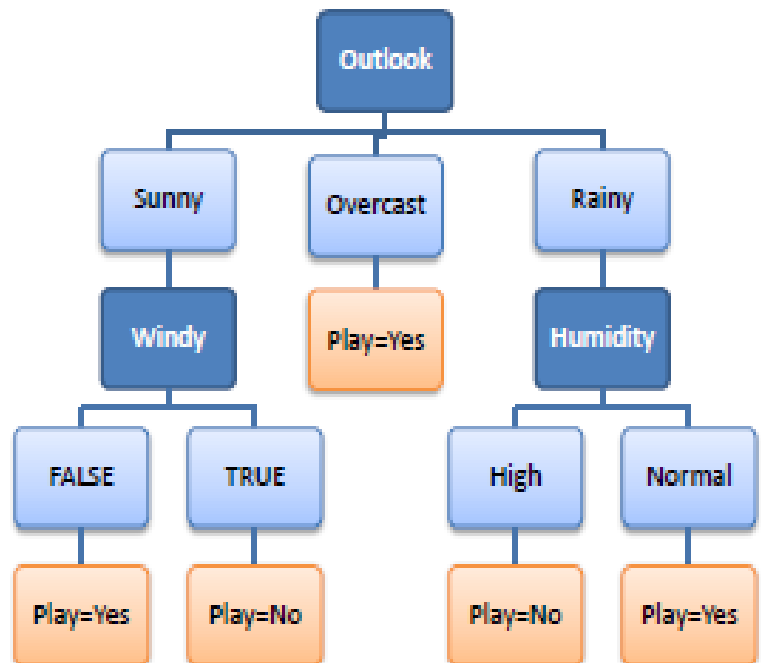 Outlook
Sunny
Overcast
Rainy
Windy
Play=Yes
Humidity
FALSE
TRUE
High
Normal
Play=Yes
Play=No
Play=No
Play=Yes